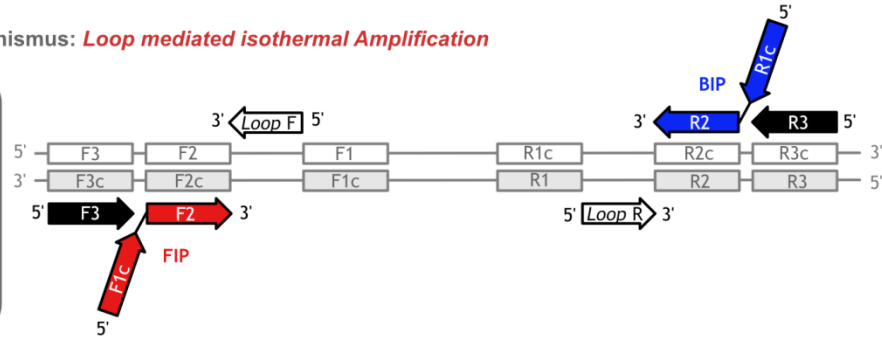 nismus: Loop mediated isothermal Amplification
5'
R1c
BIP
3' Loop F 5'
3' R2 R3 5'
5' F3 F2 F1 R1c R2c R3c 3'
3' F3c F2c F1c R1 R2 R3 5'
5' F3 F2 3'
5' Loop R 3'
FIP
F1c
5'